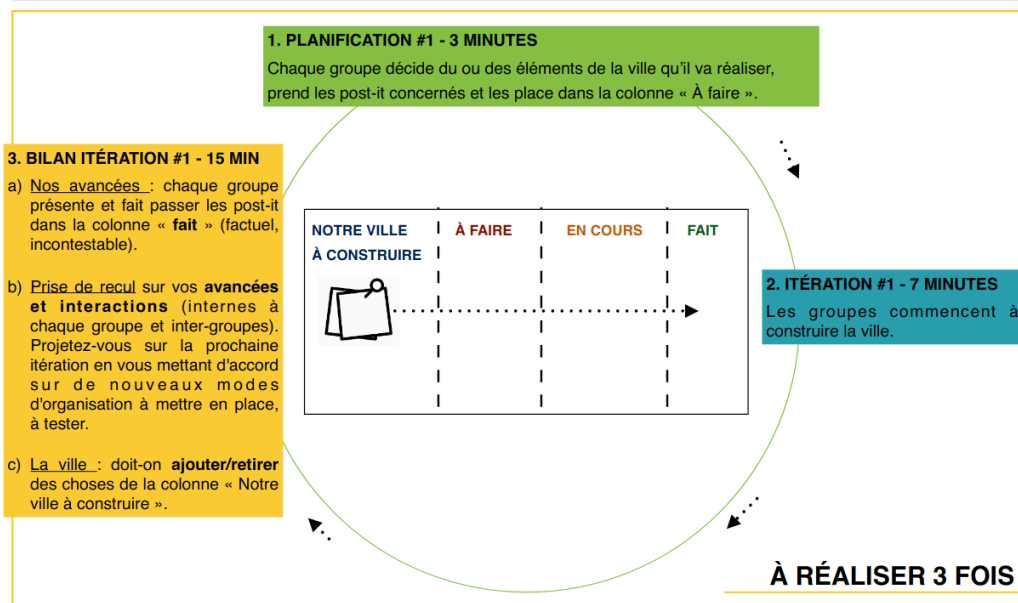 1. PLANIFICATION #1 - 3 MINUTES
Chaque groupe décide du ou des éléments de la ville qu'il va réaliser,
prend les post-it concernés et les place dans la colonne « À faire ».
3. BILAN ITÉRATION #1 - 15 MIN
a) Nos avancées : chaque groupe
présente et fait passer les post-it
dans la colonne « fait » (factuel,
incontestable).
b) Prise de recul sur vos avancées
et interactions (internes à
chaque groupe et inter-groupes).
Projetez-vous sur la prochaine
itération en vous mettant d'accord
sur de nouveaux modes
d'organisation à mettre en place,
à tester.
c) La ville : doit-on ajouter/retirer
des choses de la colonne « Notre
ville à construire ».
NOTRE VILLE
À CONSTRUIRE
À FAIRE
EN COURS
FAIT
2. ITÉRATION #1 - 7 MINUTES
Les groupes commencent à
construire la ville.
À RÉALISER 3 FOIS